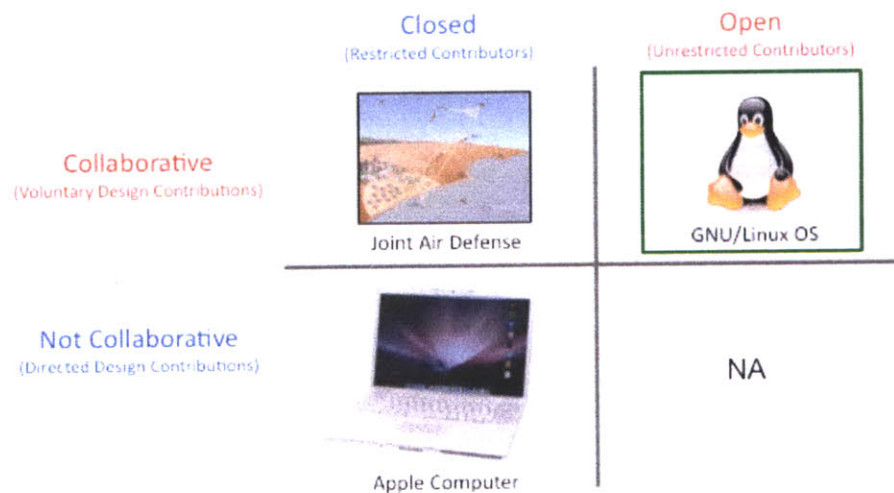 Closed
(Restricted Contributors)
Open
(Unrestricted Contributors)
Collaborative
(Voluntary Design Contributions)
Joint Air Defense
GNU/Linux OS
Not Collaborative
(Directed Design Contributions)
NA
Apple Computer